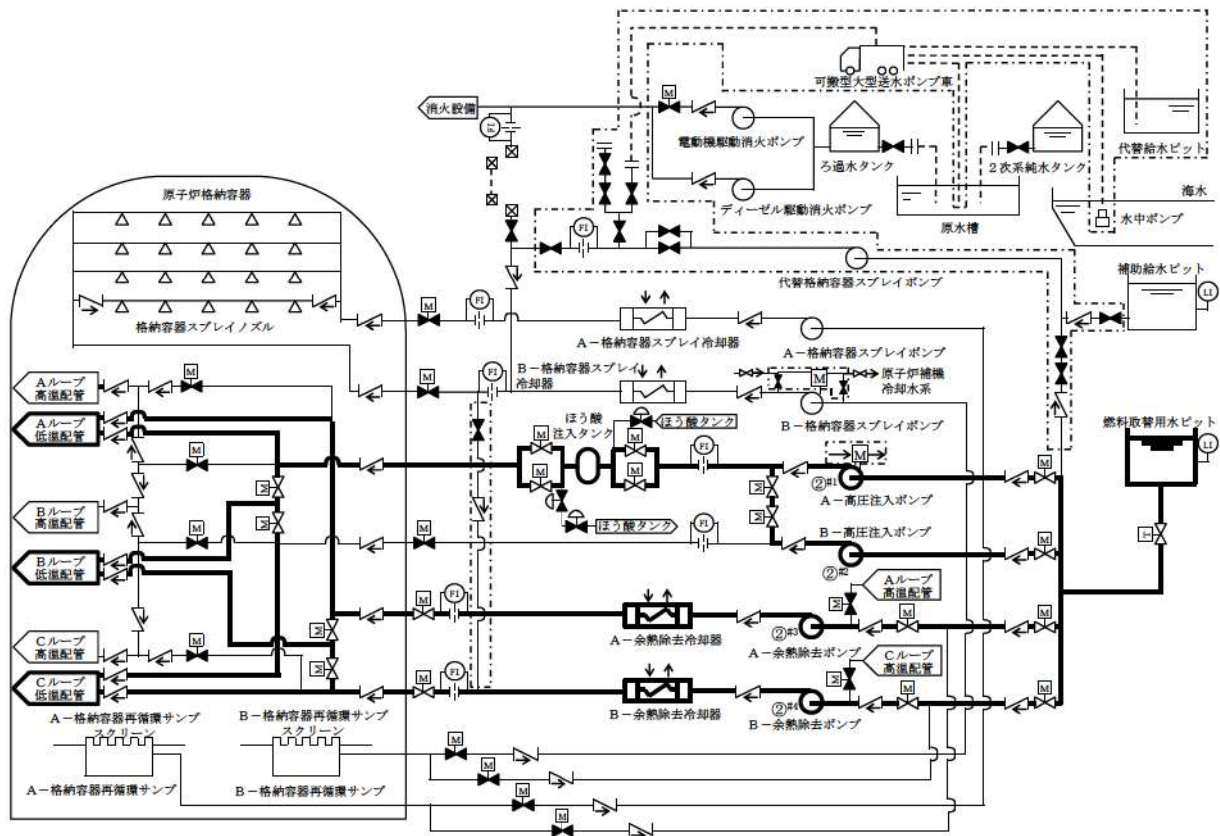 可搬型大型送水ポンプ車
消火設備
M
FI
電動機駆動消火ポンプ
ろ過水タンク
2次系純水タンク
代替給水ピット
海水
ディーゼル駆動消火ポンプ
原水槽
水中ポンプ
原子炉格納容器
FI
代替格納容器スプレイポンプ
補助給水ピット
LI
格納容器スプレイノズル
M
FI
A-格納容器スプレイ冷却器
A-格納容器スプレイポンプ
B-格納容器スプレイ
冷却器
M
FI
M
原子炉補機
冷却水系
B-格納容器スプレイポンプ
Aループ
高温配管
M
Aループ
低温配管
ほう酸
注入タンク
ほう酸タンク
燃料取替用水ピット
LI
M
M
M
M
M
FI
M
②#1
M
A-高圧注入ポンプ
M
M
ほう酸タンク
M
M
Bループ
高温配管
M
M
M
FI
B-高圧注入ポンプ
M
②#2
Bループ
低温配管
M
FI
A-余熱除去冷却器
②#3
A-余熱除去ポンプ
Aループ
高温配管
M
M
M
M
Cループ
高温配管
M
M
Cループ
低温配管
M
FI
B-余熱除去冷却器
②#4
B-余熱除去ポンプ
Cループ
高温配管
M
M
M
A-格納容器再循環サンプ
スクリーン
B-格納容器再循環サンプ
スクリーン
M
M
A-格納容器再循環サンプ
B-格納容器再循環サンプ
M
M